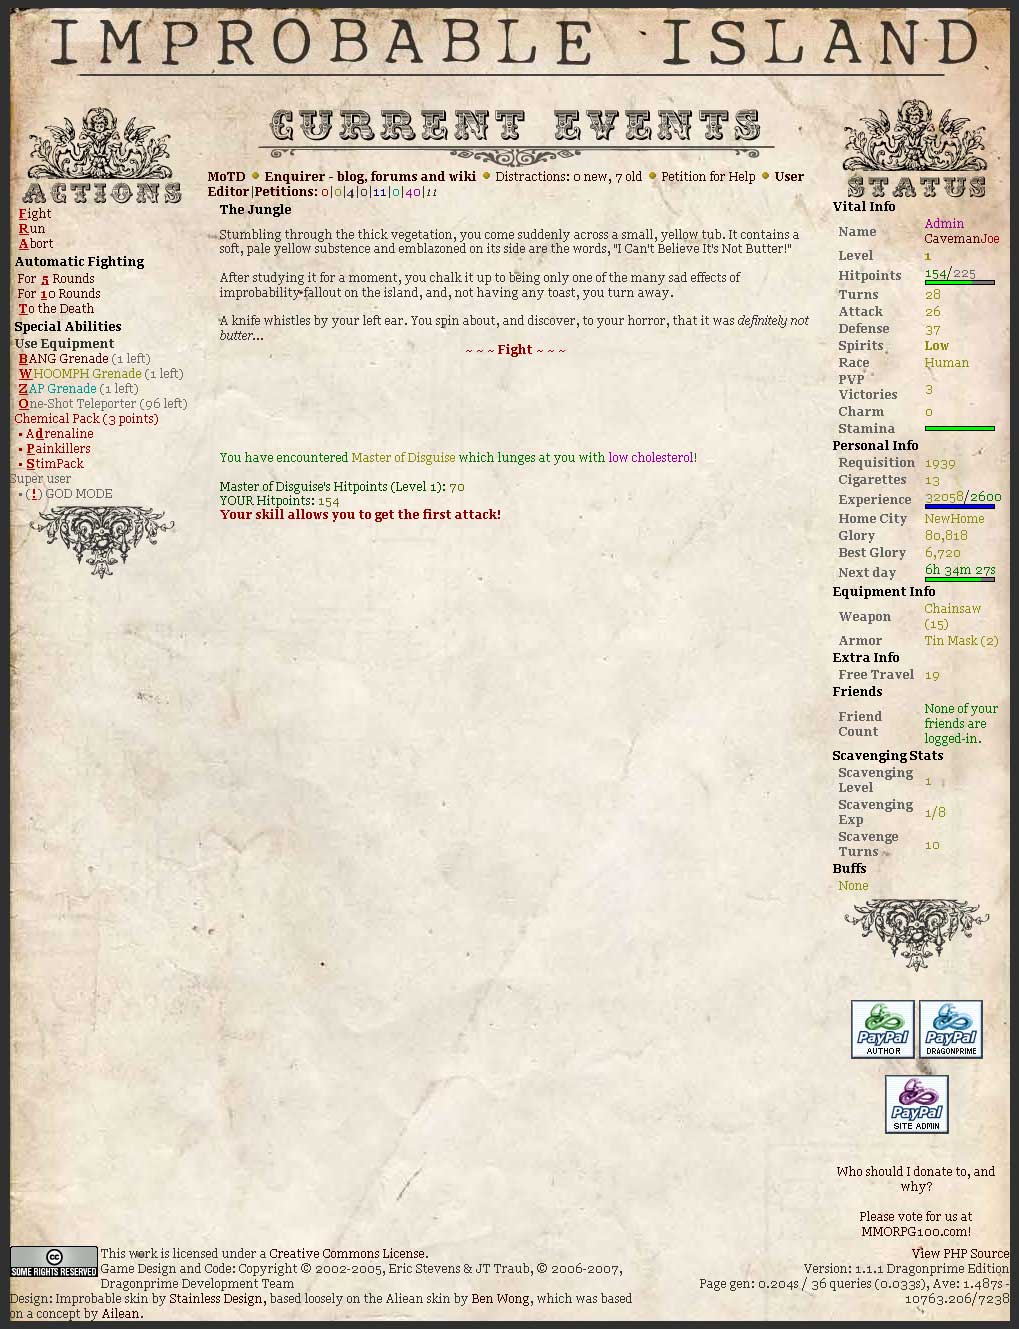 IMPROBABLE ISLAND
CURRENT EVENTS
ACTIONS
Fight
Run
Abort
Automatic Fighting
For 5 Rounds
For 10 Rounds
To the Death
Special Abilities
Use Equipment
BANG Grenade (1 left)
WHOOMPH Grenade (1 left)
ZAP Grenade (1 left)
One-Shot Teleporter (96 left)
Chemical Pack (3 points)
• Adrenaline
• Painkillers
• StimPack
Super user
• (!) GOD MODE
MoTD Enquirer - blog, forums and wiki Distractions: 0 new, 7 old Petition for Help User
Editor|Petitions: 0|0|4|0|11|0|40|11
The Jungle
Stumbling through the thick vegetation, you come suddenly across a small, yellow tub. It contains a
soft, pale yellow substence and emblazoned on its side are the words, "I Can't Believe It's Not Butter!"
After studying it for a moment, you chalk it up to being only one of the many sad effects of
improbability fallout on the island, and, not having any toast, you turn away.
A knife whistles by your left ear. You spin about, and discover, to your horror, that it was definitely not
butter...
~ ~ ~ Fight ~ ~ ~
You have encountered Master of Disguise which lunges at you with low cholesterol!
Master of Disguise's Hitpoints (Level 1): 70
YOUR Hitpoints: 154
Your skill allows you to get the first attack!
STATUS
Vital Info
Name Admin
CavemanJoe
Level 1
Hitpoints 154/225
Turns 28
Attack 26
Defense 37
Spirits Low
Race Human
PVP
Victories 3
Charm 0
Stamina
Personal Info
Requisition 1939
Cigarettes 13
Experience 32058/2600
Home City NewHome
Glory 80,818
Best Glory 6,720
Next day 6h 34m 27s
Equipment Info
Weapon Chainsaw
(15)
Armor Tin Mask (2)
Extra Info
Free Travel 19
Friends
Friend
Count None of your
friends are
logged-in.
Scavenging Stats
Scavenging
Level 1
Scavenging
Exp 1/8
Scavenge
Turns 10
Buffs
None
PayPal
AUTHOR
PayPal
DRAGONPRIME
PayPal
SITE ADMIN
Who should I donate to, and
why?
Please vote for us at
MMORPG100.com!
cc
SOME RIGHTS RESERVED
This work is licensed under a Creative Commons License.
Game Design and Code: Copyright © 2002-2005, Eric Stevens & JT Traub, © 2006-2007,
Dragonprime Development Team
Design: Improbable skin by Stainless Design, based loosely on the Aliean skin by Ben Wong, which was based
on a concept by Ailean.
View PHP Source
Version: 1.1.1 Dragonprime Edition
Page gen: 0.204s / 36 queries (0.033s), Ave: 1.487s -
10763.206/7238